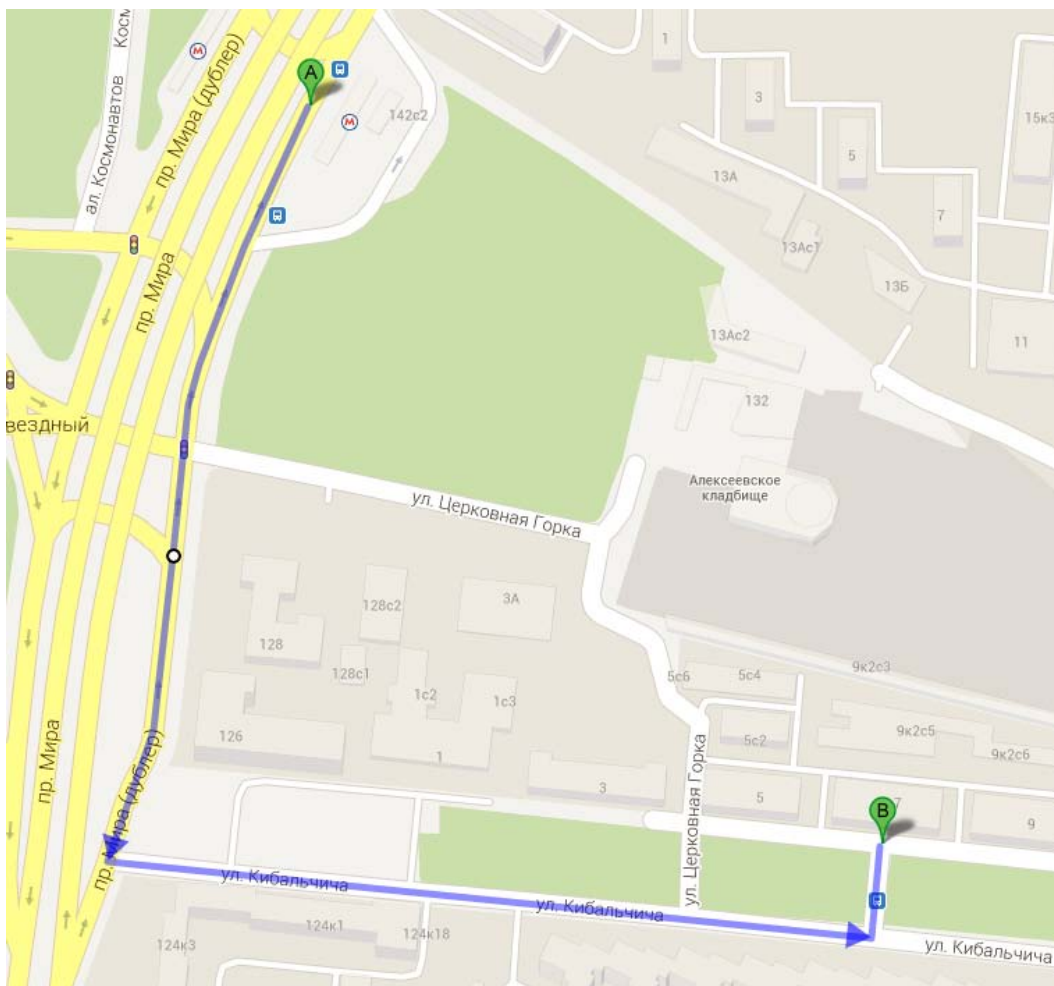 Косм
ал. Космонавтов
пр. Мира (дублер)
М
A
М
142с2
1
3
5
7
15к3
13А
13Ас1
13Б
11
13Ас2
132
пр. Мира
вездный
ул. Церковная Горка
Алексеевское
кладбище
128
128с2
128с1
3А
1с2
1с3
126
1
3
5с6
5с4
5с2
5
9к2с3
9к2с5
9к2с6
7
9
B
пр. Мира
пр. Мира (дублер)
ул. Церковная Горка
ул. Кибальчича
ул. Кибальчича
ул. Кибальчича
124к3
124к1
124к18